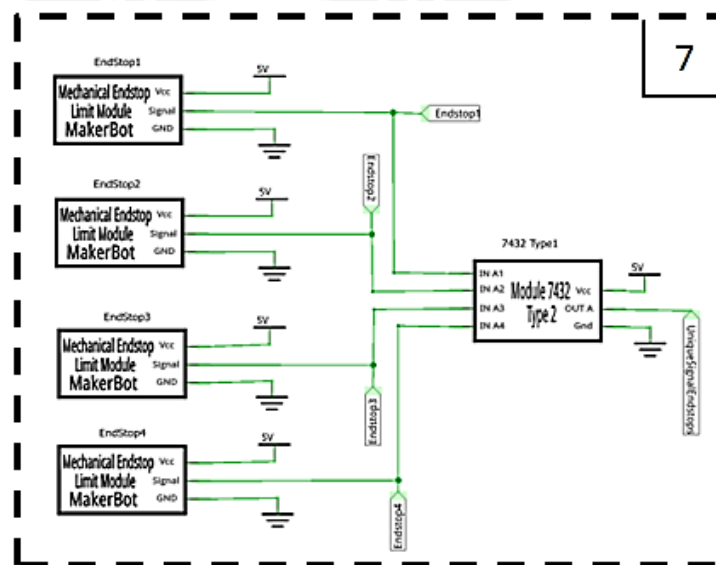 7
EndStop1
5V
Mechanical Endstop
Limit Module
MakerBot
Vcc
Signal
GND
Endstop1
EndStop2
5V
Mechanical Endstop
Limit Module
MakerBot
Vcc
Signal
GND
Endstop2
7432 Type1
IN A1
IN A2
IN A3
IN A4
Module 7432
Type 2
Vcc
OUT A
Gnd
5V
UniqueSignalEndstops
EndStop3
5V
Mechanical Endstop
Limit Module
MakerBot
Vcc
Signal
GND
Endstop3
EndStop4
5V
Mechanical Endstop
Limit Module
MakerBot
Vcc
Signal
GND
Endstop4